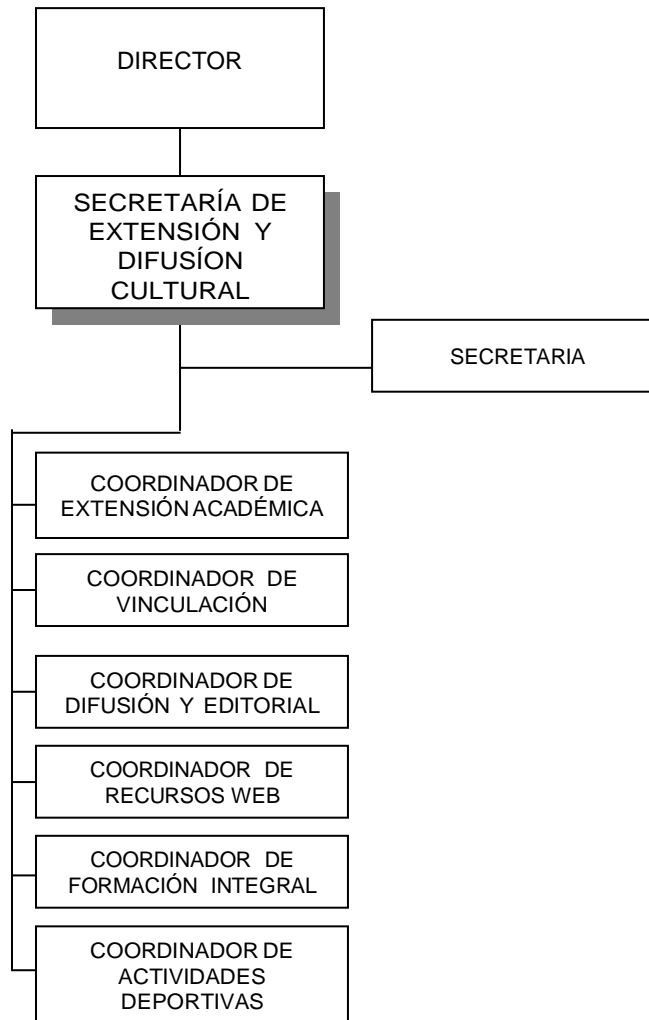 DIRECTOR
SECRETARÍA DE
EXTENSIÓN Y
DIFUSÍON
CULTURAL
SECRETARIA
COORDINADOR DE
EXTENSIÓN ACADÉMICA
COORDINADOR DE
VINCULACIÓN
COORDINADOR DE
DIFUSIÓN Y EDITORIAL
COORDINADOR DE
RECURSOS WEB
COORDINADOR DE
FORMACIÓN INTEGRAL
COORDINADOR DE
ACTIVIDADES
DEPORTIVAS